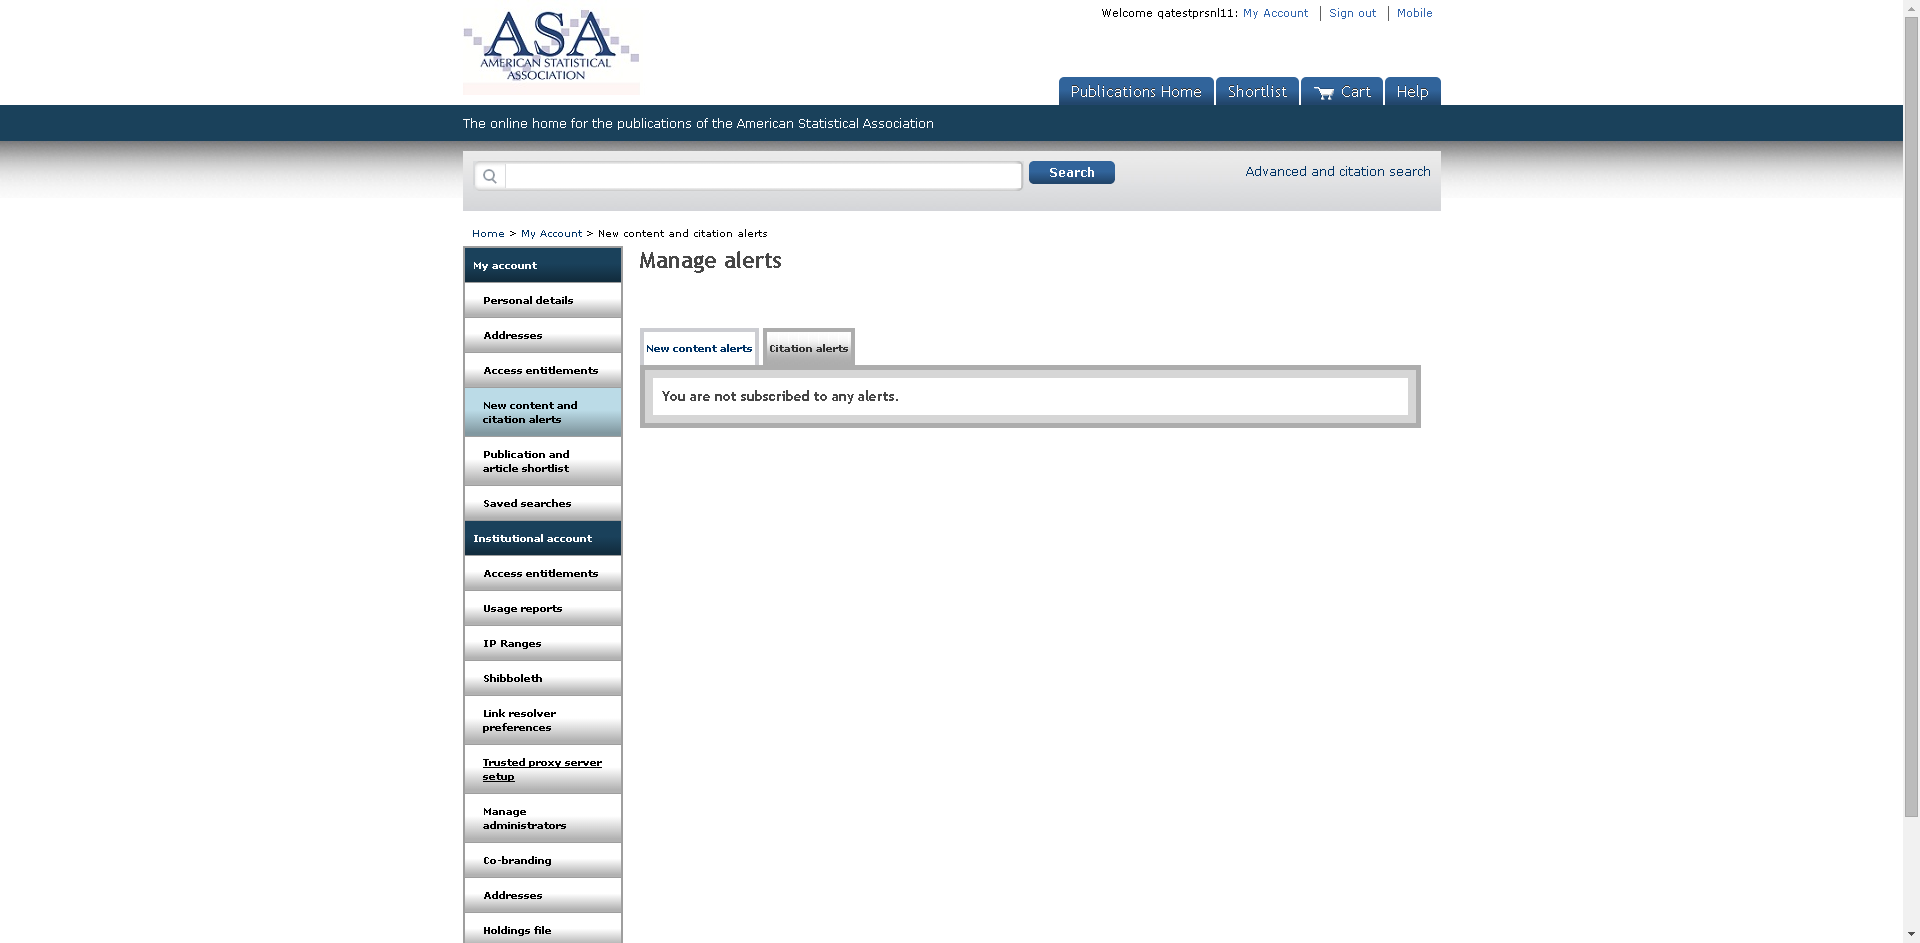 ASA
AMERICAN STATISTICAL
ASSOCIATION
Welcome qatestprsnl11: My Account | Sign out | Mobile
Publications Home
Shortlist
Cart
Help
The online home for the publications of the American Statistical Association
Search
Advanced and citation search
Home > My Account > New content and citation alerts
My account
Personal details
Addresses
Access entitlements
New content and
citation alerts
Publication and
article shortlist
Saved searches
Institutional account
Access entitlements
Usage reports
IP Ranges
Shibboleth
Link resolver
preferences
Trusted proxy server
setup
Manage
administrators
Co-branding
Addresses
Holdings file
Manage alerts
New content alerts
Citation alerts
You are not subscribed to any alerts.